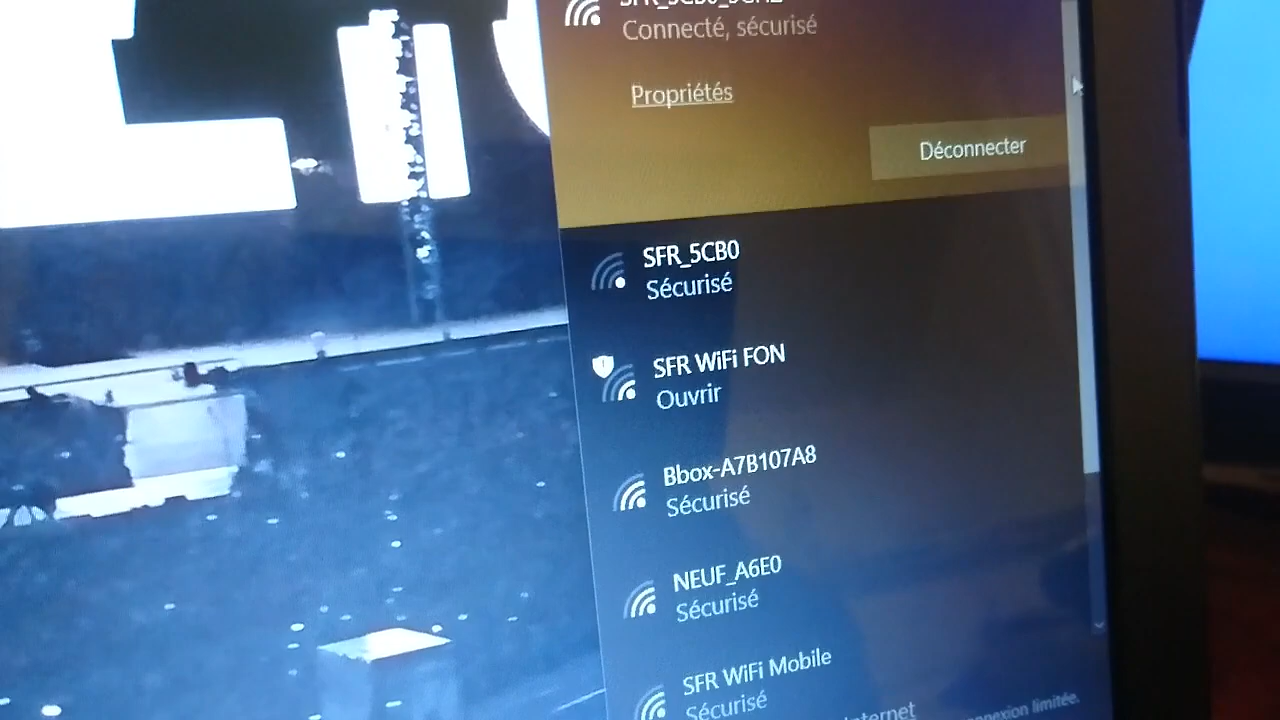 Connecté, sécurisé
Propriétés
Déconnecter
SFR_5CB0
Sécurisé
SFR WiFi FON
Ouvrir
Bbox-A7B107A8
Sécurisé
NEUF_A6E0
Sécurisé
SFR WiFi Mobile
Sécurisé
limitée.